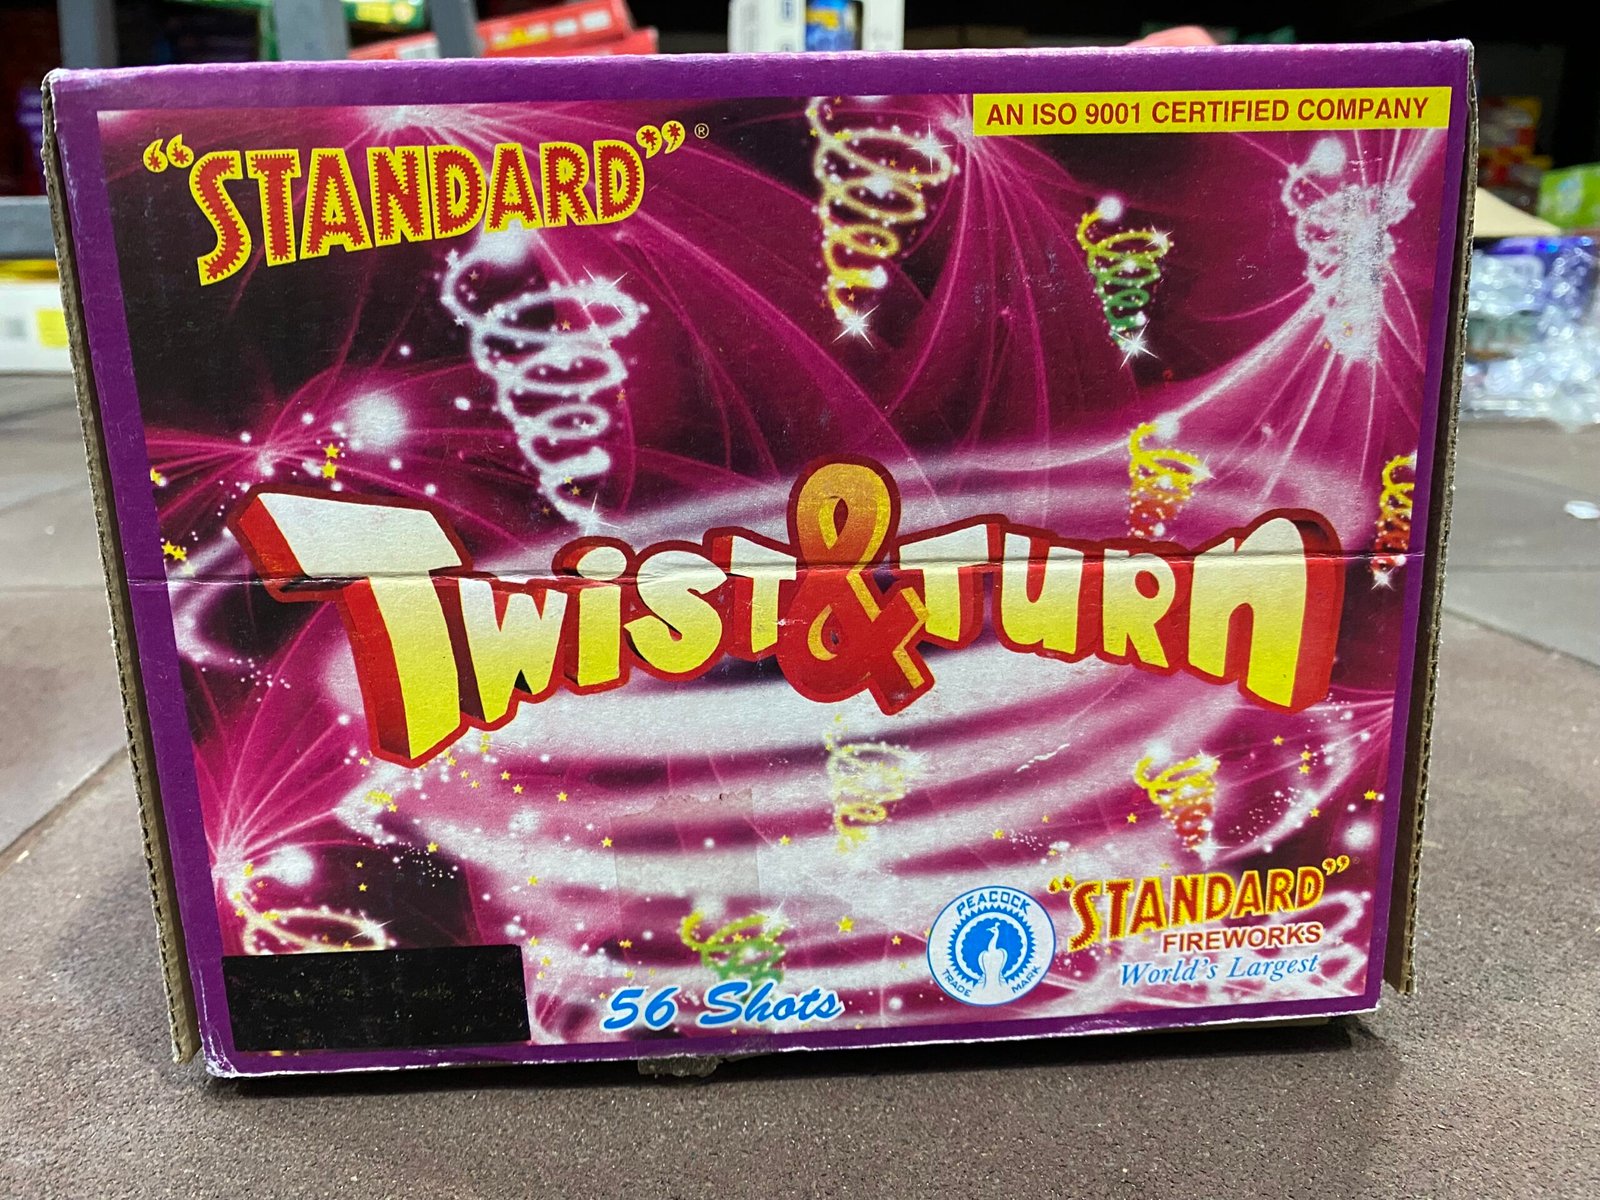 "STANDARD"®
AN ISO 9001 CERTIFIED COMPANY
TWiST & TURN
56 Shots
PEACOCK
TRADE MARK
"STANDARD"
FIREWORKS
World's Largest